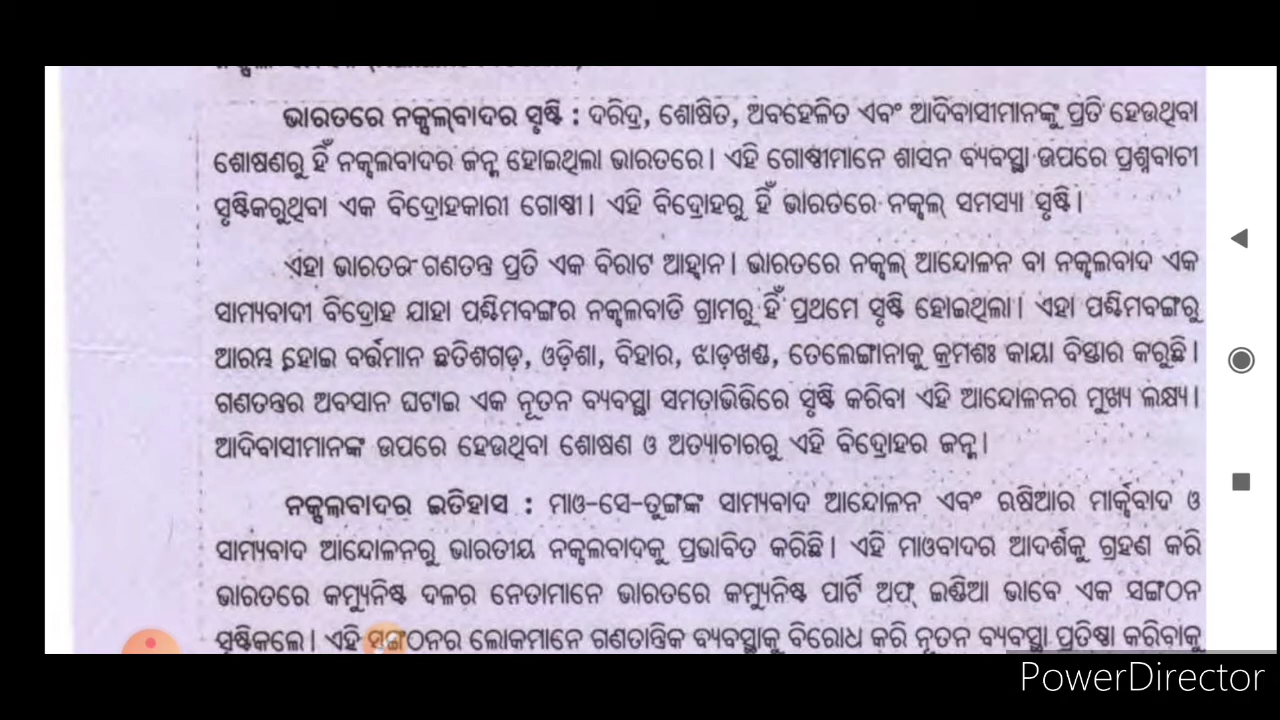 ଭାରତରେ ନକ୍ସଲ୍‌ବାଦର ସୃଷ୍ଟି : ଦରିଦ୍ର, ଶୋଷିତ, ଅବହେଳିତ ଏବଂ ଆଦିବାସୀମାନଙ୍କୁ ପ୍ରତି ହେଉଥିବା
ଶୋଷଣରୁ ହିଁ ନକ୍ସଲବାଦର ଜନ୍ମ ହୋଇଥିଲା ଭାରତରେ। ଏହି ଗୋଷ୍ଠୀମାନେ ଶାସନ ବ୍ୟବସ୍ଥା ଉପରେ ପ୍ରଶ୍ନବାଚୀ
ସୃଷ୍ଟିକରୁଥିବା ଏକ ବିଦ୍ରୋହକାରୀ ଗୋଷ୍ଠୀ। ଏହି ବିଦ୍ରୋହରୁ ହିଁ ଭାରତରେ ନକ୍ସଲ୍ ସମସ୍ୟା ସୃଷ୍ଟି।
ଏହା ଭାରତର ଗଣତନ୍ତ୍ର ପ୍ରତି ଏକ ବିରାଟ ଆହ୍ୱାନ। ଭାରତରେ ନକ୍ସଲ୍ ଆନ୍ଦୋଳନ ବା ନକ୍ସଲବାଦ ଏକ
ସାମ୍ୟବାଦୀ ବିଦ୍ରୋହ ଯାହା ପଶ୍ଚିମବଙ୍ଗର ନକ୍ସଲବାଡି ଗ୍ରାମରୁ ହିଁ ପ୍ରଥମେ ସୃଷ୍ଟି ହୋଇଥିଲା। ଏହା ପଶ୍ଚିମବଙ୍ଗରୁ
ଆରମ୍ଭ ହୋଇ ବର୍ତ୍ତମାନ ଛତିଶଗଡ଼, ଓଡ଼ିଶା, ବିହାର, ଝାଡ଼ଖଣ୍ଡ, ତେଲେଙ୍ଗାନାକୁ କ୍ରମଶଃ କାୟା ବିସ୍ତାର କରୁଛି।
ଗଣତନ୍ତ୍ରର ଅବସାନ ଘଟାଇ ଏକ ନୂତନ ବ୍ୟବସ୍ଥା ସମତାଭିତ୍ତିରେ ସୃଷ୍ଟି କରିବା ଏହି ଆନ୍ଦୋଳନର ମୁଖ୍ୟ ଲକ୍ଷ୍ୟ।
ଆଦିବାସୀମାନଙ୍କ ଉପରେ ହେଉଥିବା ଶୋଷଣ ଓ ଅତ୍ୟାଚାରରୁ ଏହି ବିଦ୍ରୋହର ଜନ୍ମ।
ନକ୍ସଲବାଦର ଇତିହାସ : ମାଓ-ସେ-ତୁଙ୍ଗଙ୍କ ସାମ୍ୟବାଦ ଆନ୍ଦୋଳନ ଏବଂ ଋଷିଆର ମାର୍କ୍ସବାଦ ଓ
ସାମ୍ୟବାଦ ଆନ୍ଦୋଳନରୁ ଭାରତୀୟ ନକ୍ସଲବାଦକୁ ପ୍ରଭାବିତ କରିଛି। ଏହି ମାଓବାଦର ଆଦର୍ଶକୁ ଗ୍ରହଣ କରି
ଭାରତରେ କମ୍ୟୁନିଷ୍ଟ ଦଳର ନେତାମାନେ ଭାରତରେ କମ୍ୟୁନିଷ୍ଟ ପାର୍ଟି ଅଫ୍ ଇଣ୍ଡିଆ ଭାବେ ଏକ ସଙ୍ଗଠନ
ସୃଷ୍ଟିକଲେ। ଏହି ସଙ୍ଗଠନର ଲୋକମାନେ ଗଣତାନ୍ତ୍ରିକ ବ୍ୟବସ୍ଥାକୁ ବିରୋଧ କରି ନୂତନ ବ୍ୟବସ୍ଥା ପ୍ରତିଷ୍ଠା କରିବାକୁ
PowerDirector